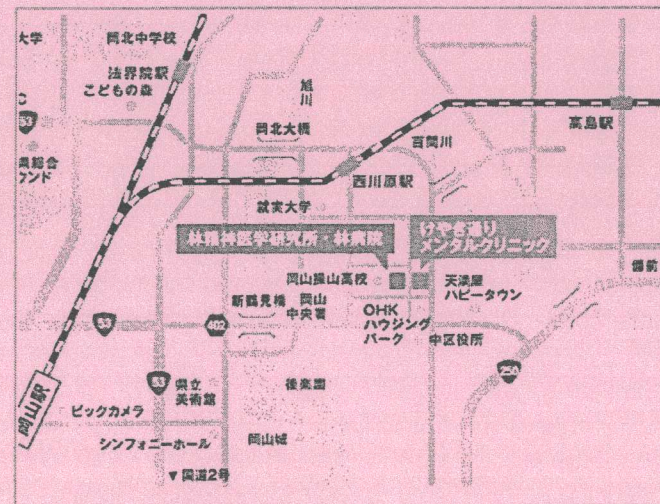 大学
岡北中学校
法界院駅
こどもの森
53
旭川
岡北大橋
百間川
高島駅
西川原駅
就実大学
林精神医学研究所・林病院
けやき通り
メンタルクリニック
岡山操山高校
天満屋
ハピータウン
備前
新鶴見橋
岡山
中央署
OHK
ハウジング
パーク
中区役所
53
402
250
53
県立
美術館
後楽園
岡山駅
ビックカメラ
シンフォニーホール
岡山城
▼国道2号
総合
ウンド
C